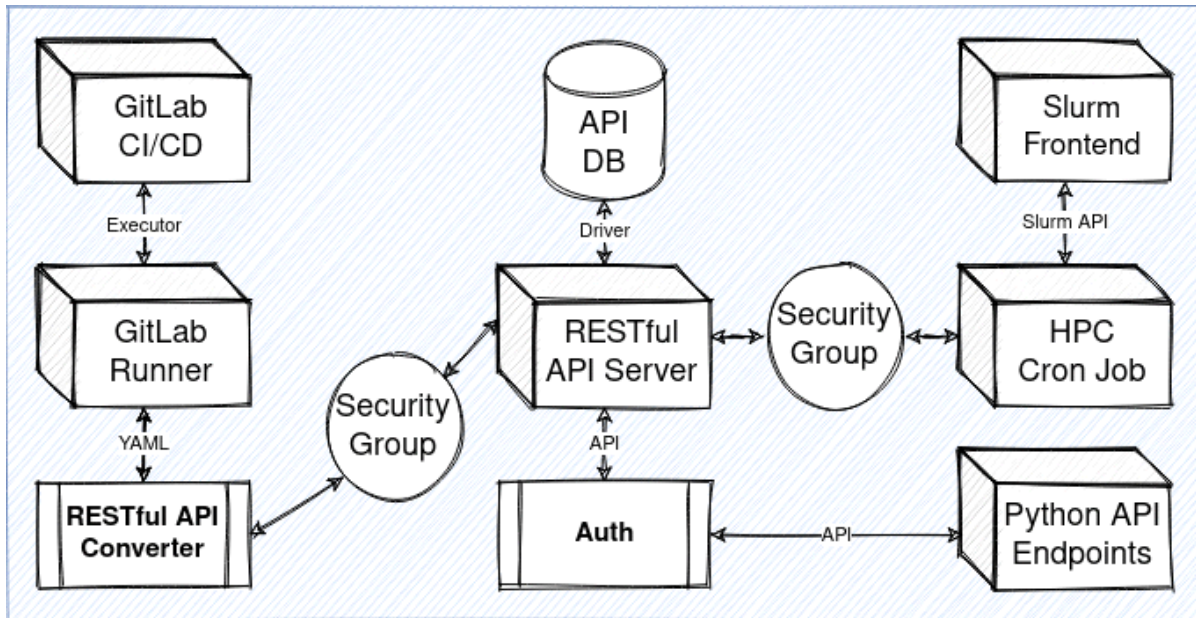 GitLab
CI/CD
API
DB
Slurm
Frontend
Executor
Driver
Slurm API
GitLab
Runner
RESTful
API Server
Security
Group
HPC
Cron Job
Security
Group
YAML
API
RESTful API
Converter
Auth
API
Python API
Endpoints